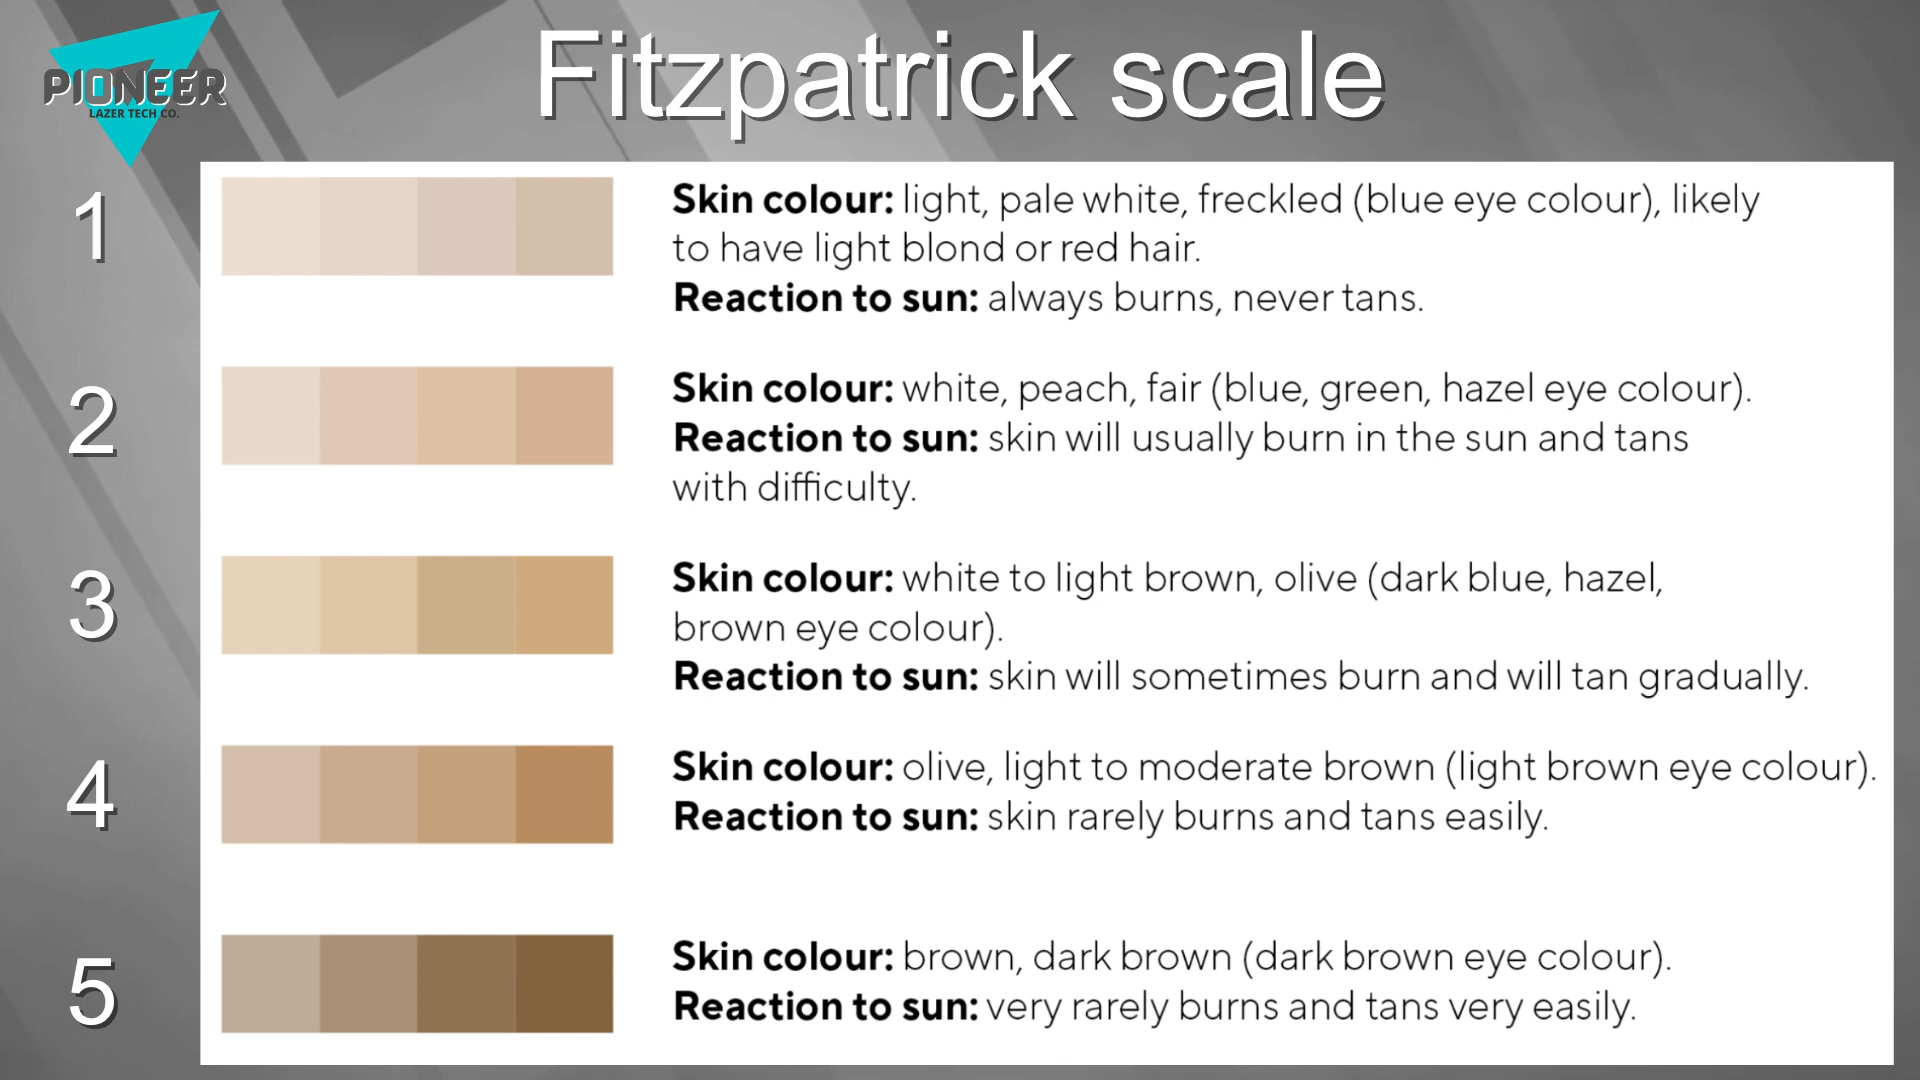 PIONEER
LAZER TECH CO.
Fitzpatrick scale
1
Skin colour: light, pale white, freckled (blue eye colour), likely
to have light blond or red hair.
Reaction to sun: always burns, never tans.
2
Skin colour: white, peach, fair (blue, green, hazel eye colour).
Reaction to sun: skin will usually burn in the sun and tans
with difficulty.
3
Skin colour: white to light brown, olive (dark blue, hazel,
brown eye colour).
Reaction to sun: skin will sometimes burn and will tan gradually.
4
Skin colour: olive, light to moderate brown (light brown eye colour).
Reaction to sun: skin rarely burns and tans easily.
5
Skin colour: brown, dark brown (dark brown eye colour).
Reaction to sun: very rarely burns and tans very easily.